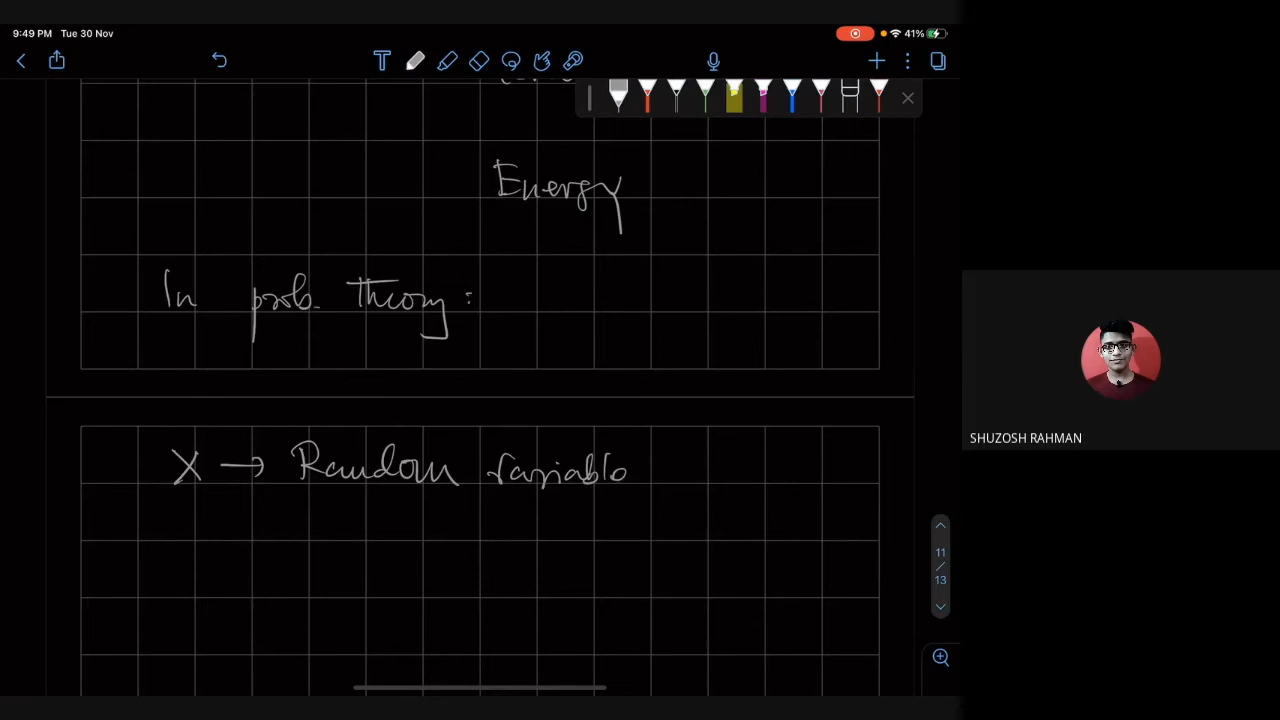 9:49 PM Tue 30 Nov
41%
T
Energy
In prob. theory:
X → Random variable
SHUZOSH RAHMAN
11
/
13